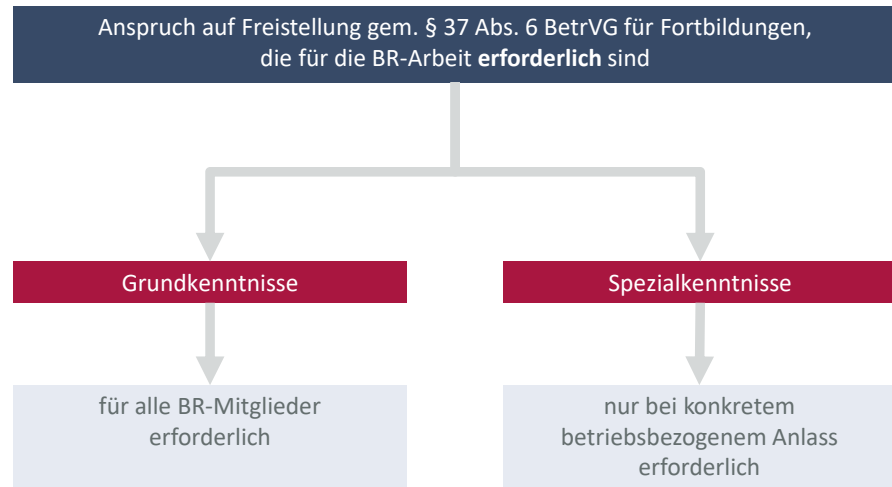 Anspruch auf Freistellung gem. § 37 Abs. 6 BetrVG für Fortbildungen,
die für die BR-Arbeit erforderlich sind
Grundkenntnisse
Spezialkenntnisse
für alle BR-Mitglieder
erforderlich
nur bei konkretem
betriebsbezogenem Anlass
erforderlich